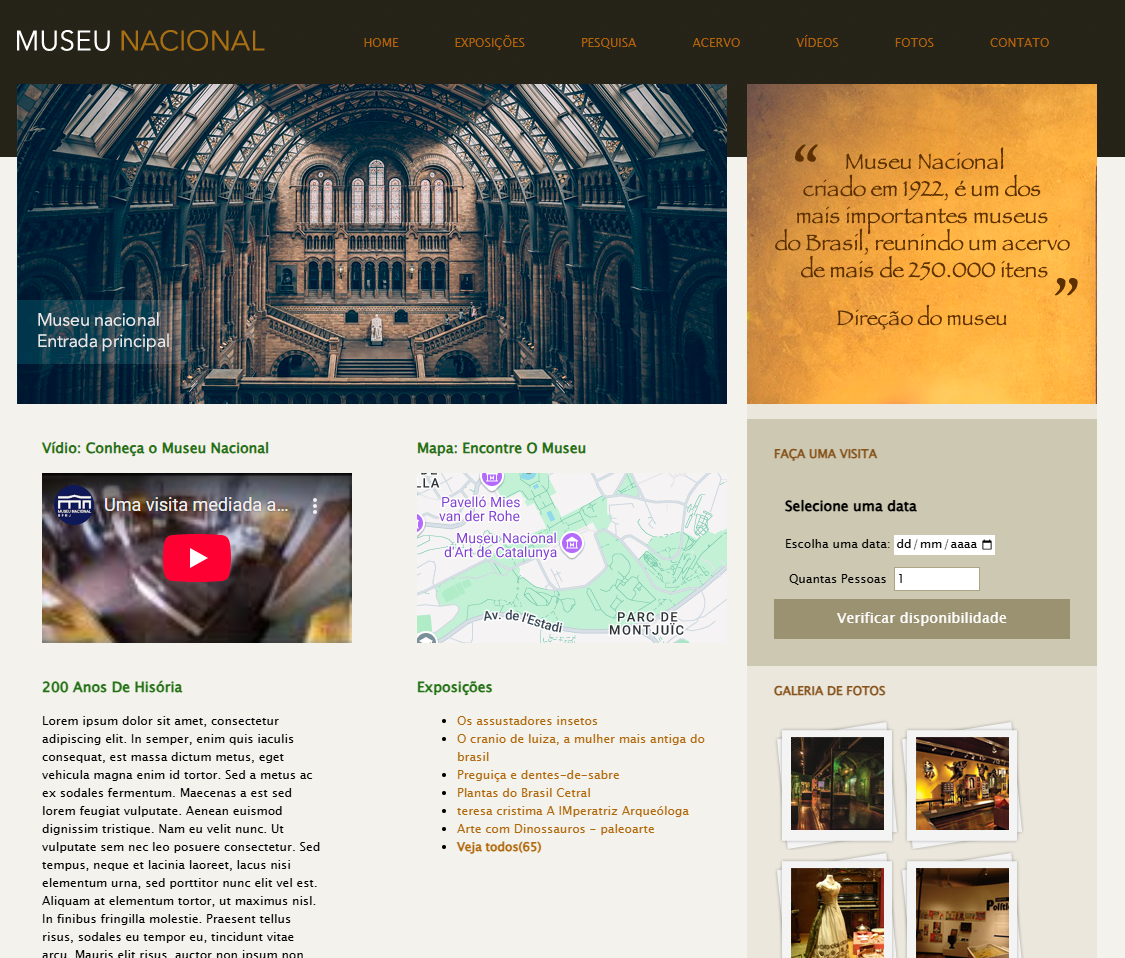 MUSEU NACIONAL
HOME EXPOSIÇÕES PESQUISA ACERVO VÍDEOS FOTOS CONTATO
Museu nacional
Entrada principal
“ Museu Nacional
criado em 1922, é um dos
mais importantes museus
do Brasil, reunindo um acervo
de mais de 250.000 itens ”
Direção do museu
Vídio: Conheça o Museu Nacional
MUSEU NACIONAL
UFRJ
Uma visita mediada a...
Mapa: Encontre O Museu
DE
LLA
Pavelló Mies
van der Rohe
Museu Nacional
d'Art de Catalunya
Av. de l'Estadi
PARC DE
MONTJUÏC
FAÇA UMA VISITA
Selecione uma data
Escolha uma data: dd/mm/aaaa
Quantas Pessoas 1
Verificar disponibilidade
200 Anos De Hisória
Lorem ipsum dolor sit amet, consectetur
adipiscing elit. In semper, enim quis iaculis
consequat, est massa dictum metus, eget
vehicula magna enim id tortor. Sed a metus ac
ex sodales fermentum. Maecenas a est sed
lorem feugiat vulputate. Aenean euismod
dignissim tristique. Nam eu velit nunc. Ut
vulputate sem nec leo posuere consectetur. Sed
tempus, neque et lacinia laoreet, lacus nisi
elementum urna, sed porttitor nunc elit vel est.
Aliquam at elementum tortor, ut maximus nisl.
In finibus fringilla molestie. Praesent tellus
risus, sodales eu tempor eu, tincidunt vitae
arcu. Mauris elit risus, auctor non ipsum non
Exposições
Os assustadores insetos
O cranio de luiza, a mulher mais antiga do
brasil
Preguiça e dentes-de-sabre
Plantas do Brasil Cetral
teresa cristima A IMperatriz Arqueóloga
Arte com Dinossauros - paleoarte
Veja todos(65)
GALERIA DE FOTOS